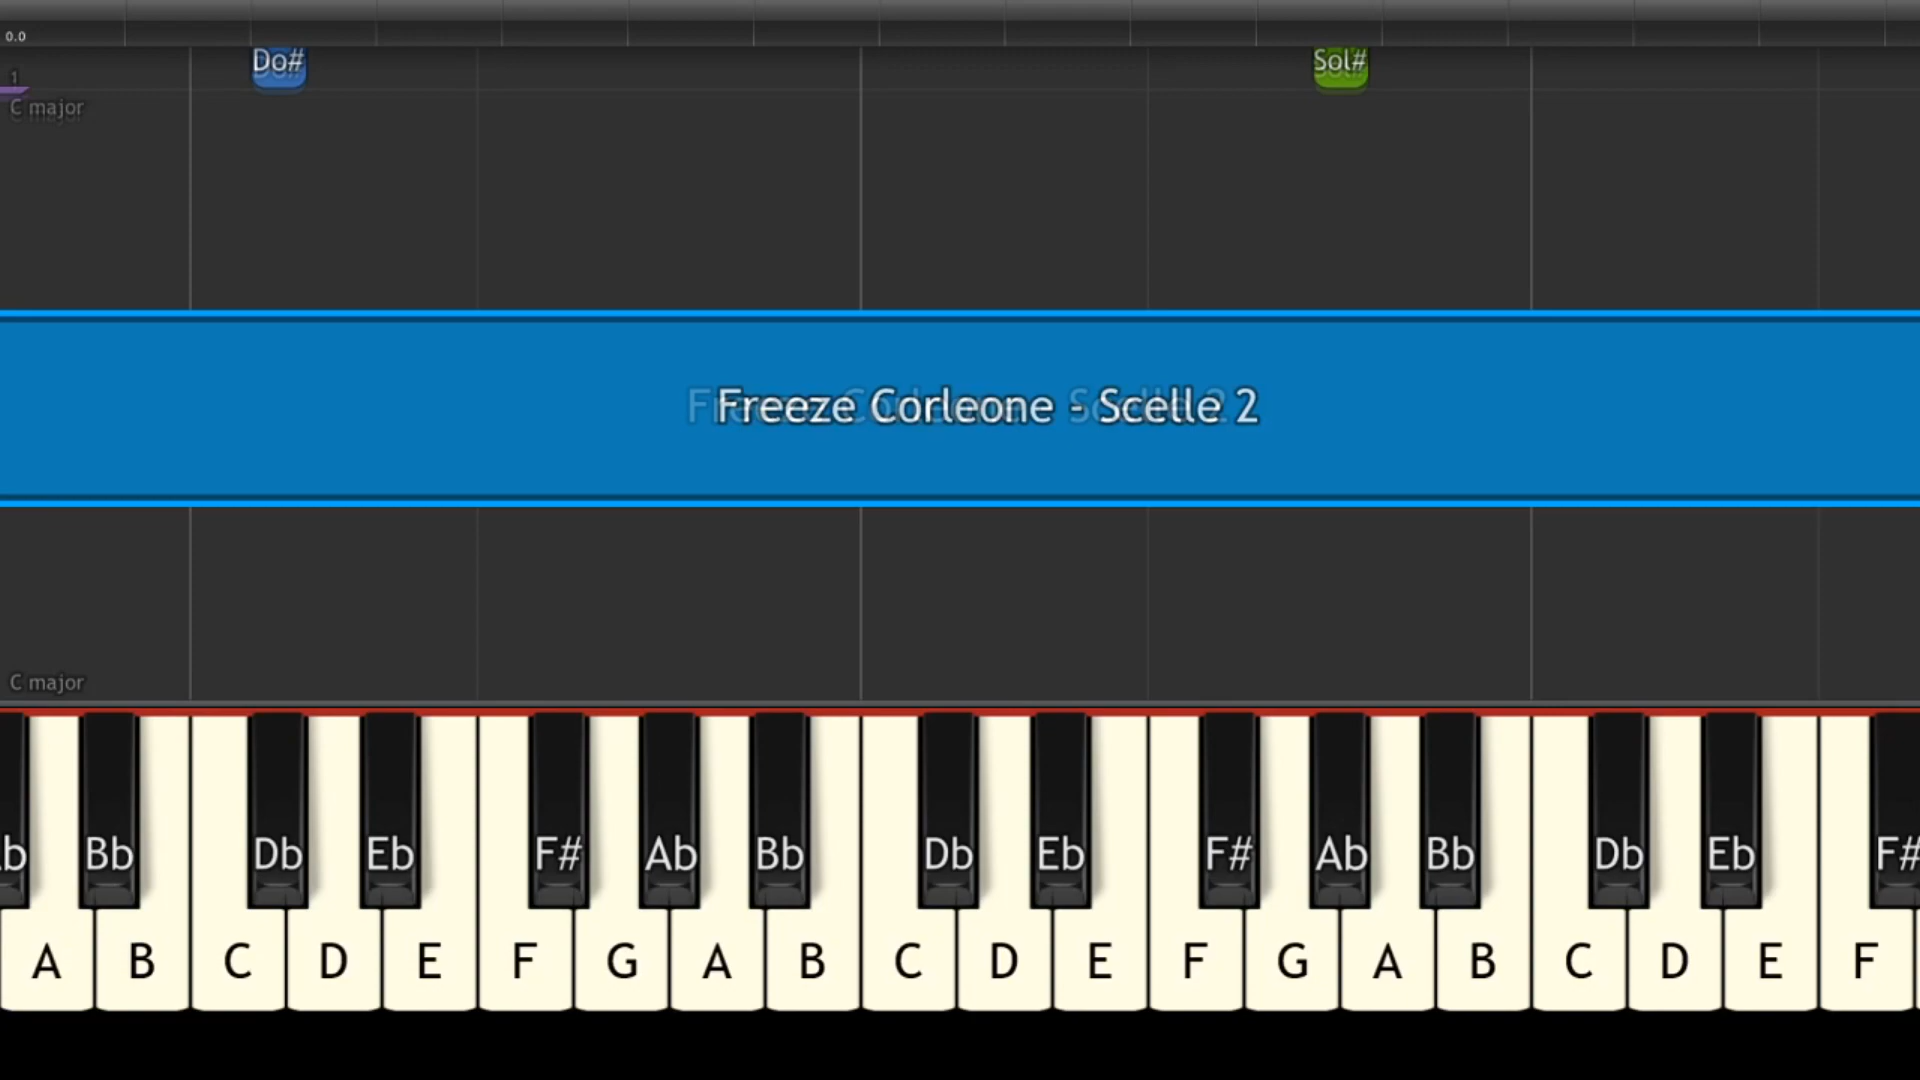 0.0
Do# Sol#
1
C major
Freeze Corleone - Scelle 2
C major
b Bb Db Eb F# Ab Bb Db Eb F# Ab Bb Db Eb F#
A B C D E F G A B C D E F G A B C D E F